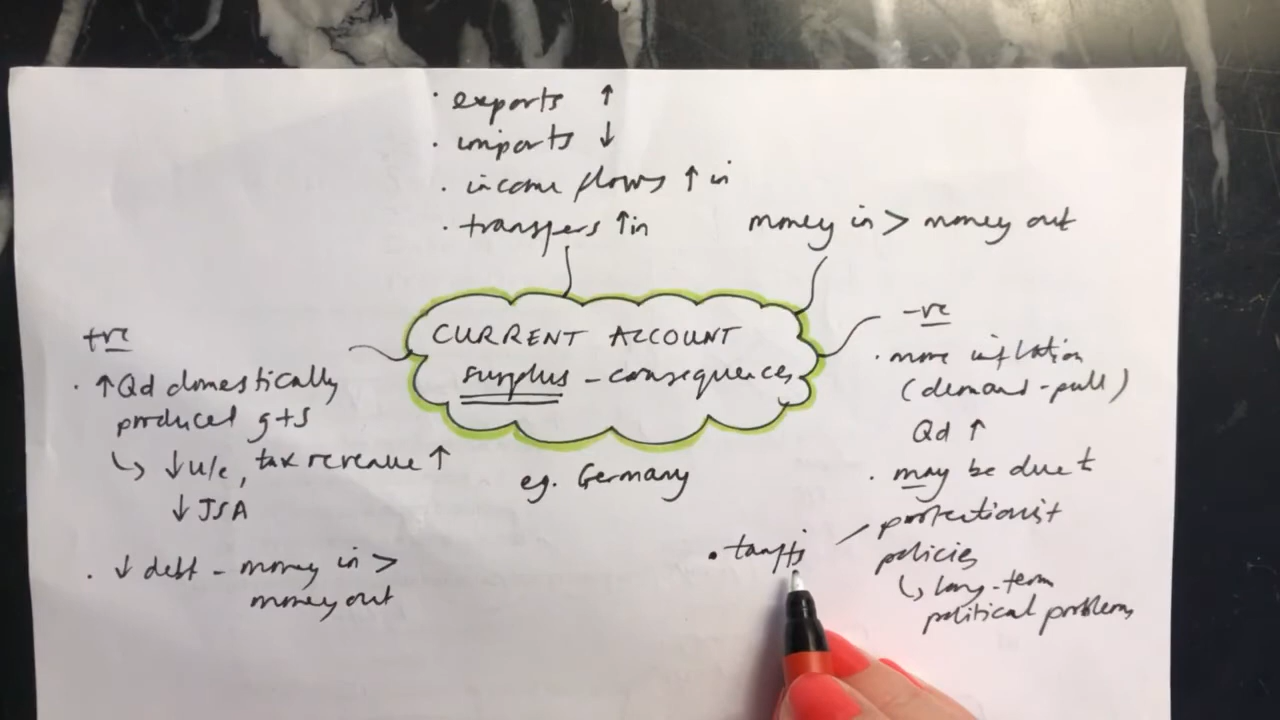 · exports ↑
· imports ↓
· income flows ↑ in
· transfers ↑in
money in > money out
CURRENT ACCOUNT
surplus - consequences
eg. Germany
+ve
· ↑Qd domestically
produced g+s
↳ ↓u/e, tax revenue ↑
↓ JSA
· ↓ debt - money in >
money out
-ve
· more inflation
(demand-pull)
Qd ↑
· may be due t
protectionist
policies
↳ long-term
political problems
· tariffs